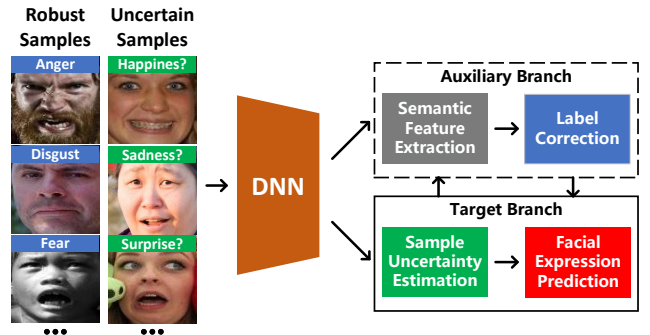 Robust
Samples
Uncertain
Samples
Anger
Happines?
Disgust
Sadness?
Fear
Surprise?
•••
•••
DNN
Auxiliary Branch
Semantic
Feature
Extraction
Label
Correction
Target Branch
Sample
Uncertainty
Estimation
Facial
Expression
Prediction